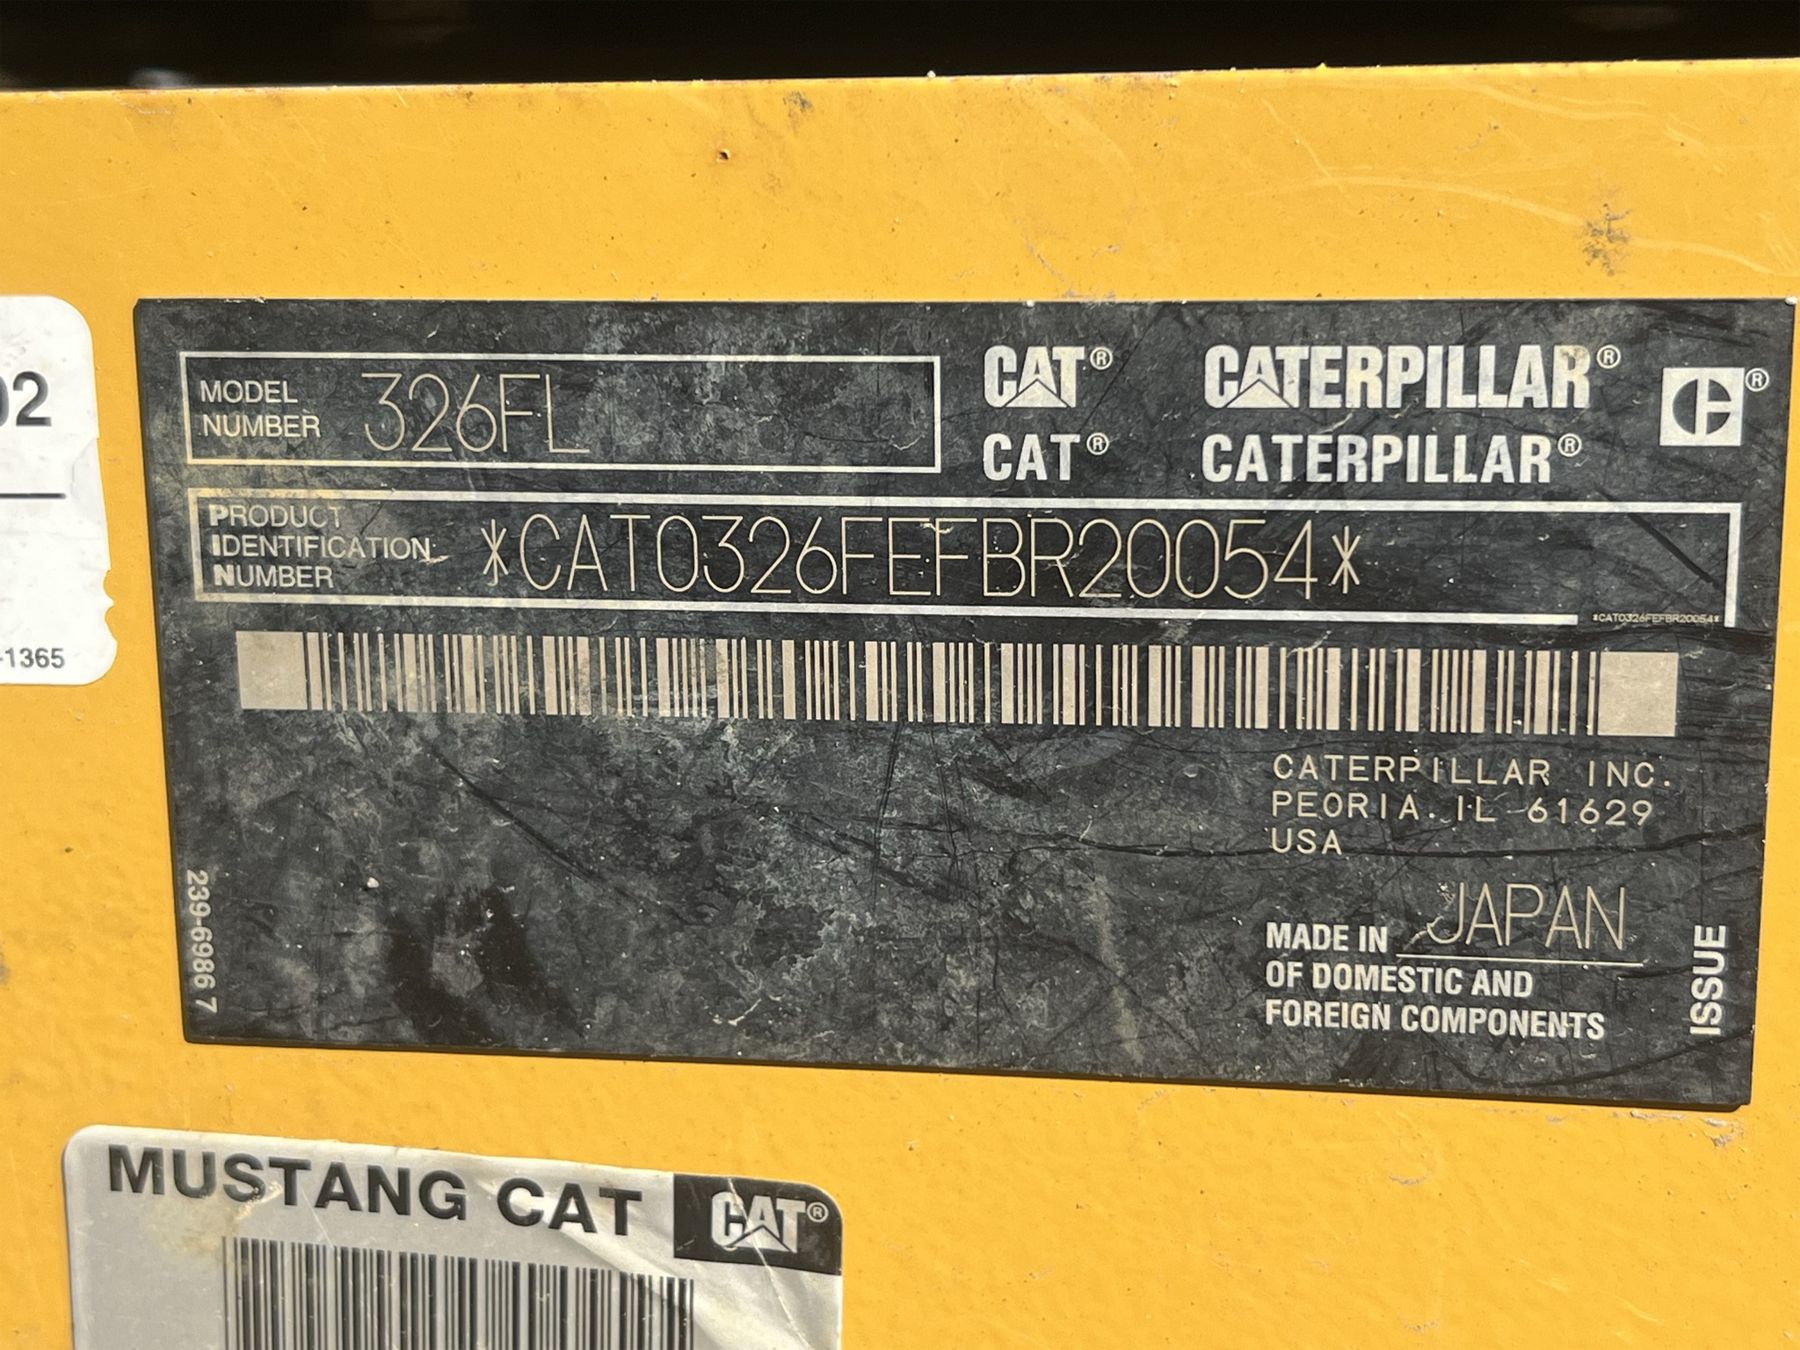 02
-1365
MODEL
NUMBER 326FL
CAT® CATERPILLAR® ®
CAT® CATERPILLAR®
PRODUCT
IDENTIFICATION
NUMBER *CAT0326FEFBR20054*
*CAT0326FEFBR20054*
CATERPILLAR INC.
PEORIA. IL 61629
USA
MADE IN JAPAN
OF DOMESTIC AND
FOREIGN COMPONENTS
ISSUE
239-6986 7
MUSTANG CAT CAT®